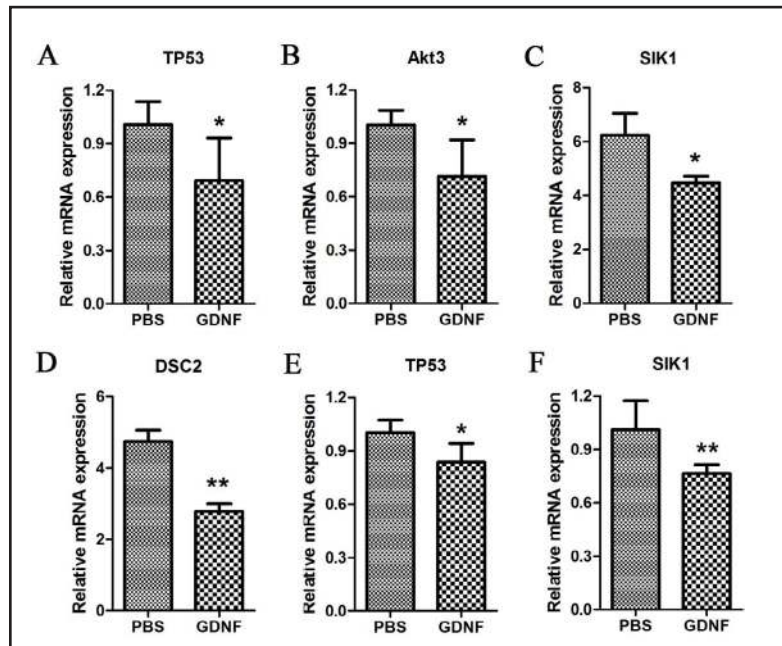 A
TP53
Relative mRNA expression
1.2
0.9
0.6
0.3
0.0
*
PBS
GDNF
B
Akt3
Relative mRNA expression
1.2
0.9
0.6
0.3
0.0
*
PBS
GDNF
C
SIK1
Relative mRNA expression
8
6
4
2
0
*
PBS
GDNF
D
DSC2
Relative mRNA expression
6
4
2
0
**
PBS
GDNF
E
TP53
Relative mRNA expression
1.2
0.9
0.6
0.3
0.0
*
PBS
GDNF
F
SIK1
Relative mRNA expression
1.2
0.9
0.6
0.3
0.0
**
PBS
GDNF